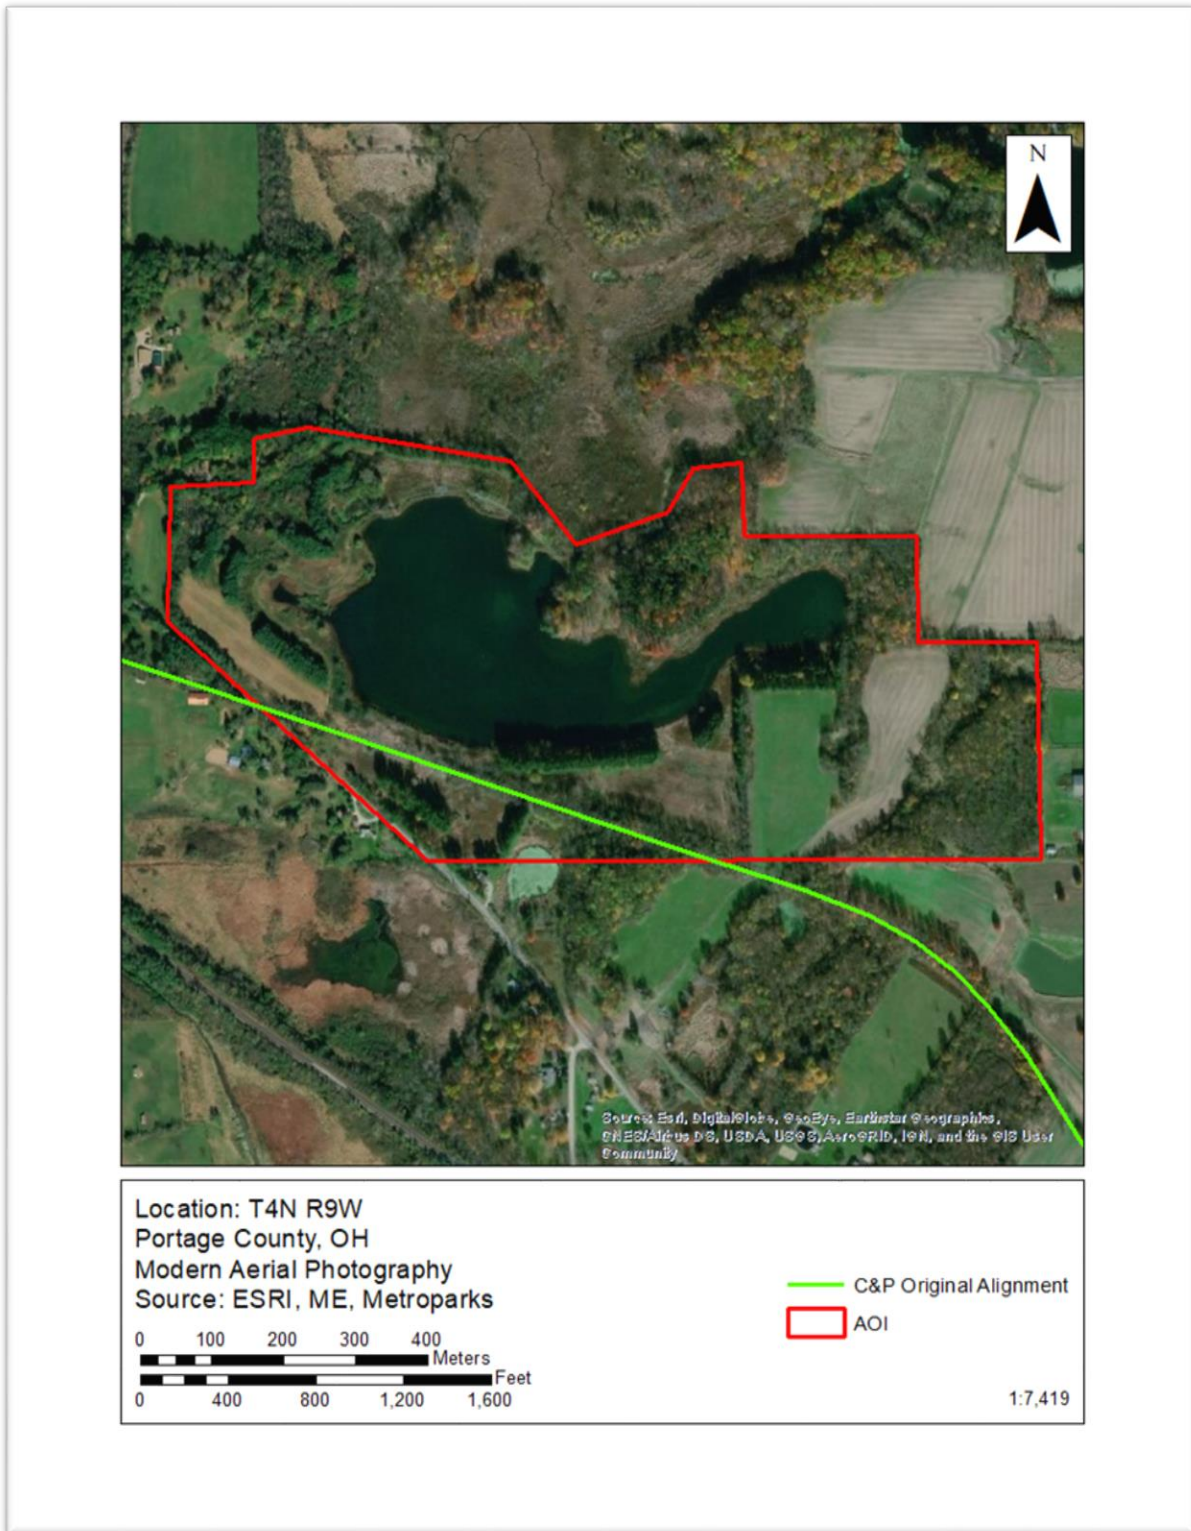 N
Source: Esri, DigitalGlobe, GeoEye, Earthstar Geographics,
CNES/Airbus DS, USDA, USGS, AeroGRID, IGN, and the GIS User
Community
Location: T4N R9W
Portage County, OH
Modern Aerial Photography
Source: ESRI, ME, Metroparks
0 100 200 300 400
Meters
Feet
0 400 800 1,200 1,600
C&P Original Alignment
AOI
1:7,419